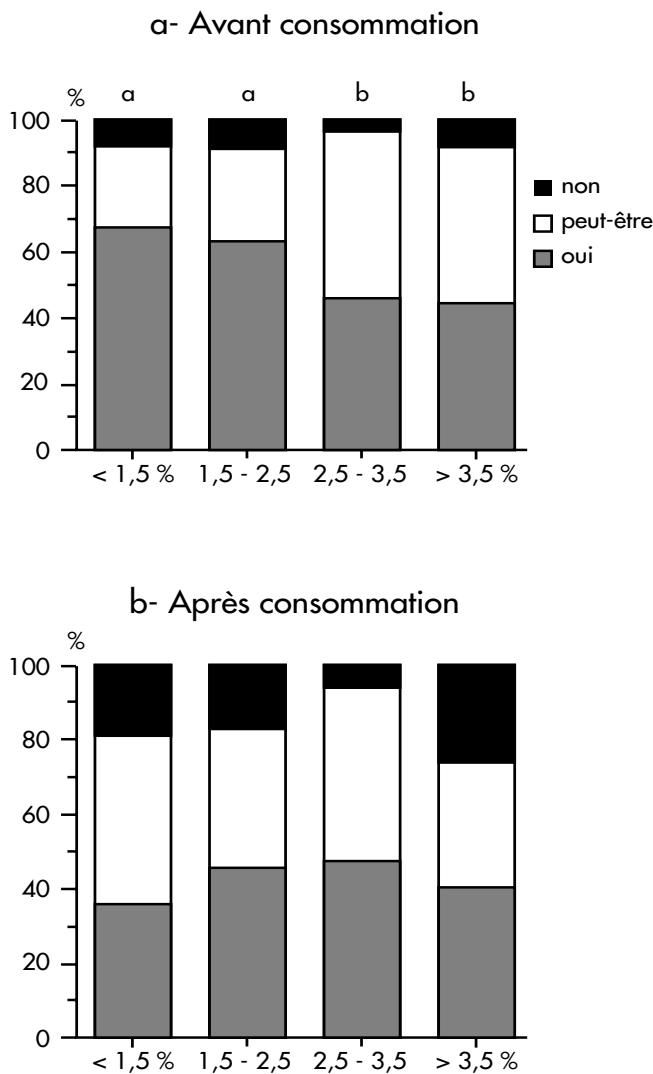 a- Avant consommation
% a a b b
100
80
60
40
20
0
non
peut-être
oui
< 1,5 % 1,5 - 2,5 2,5 - 3,5 > 3,5 %
b- Après consommation
%
100
80
60
40
20
0
< 1,5 % 1,5 - 2,5 2,5 - 3,5 > 3,5 %